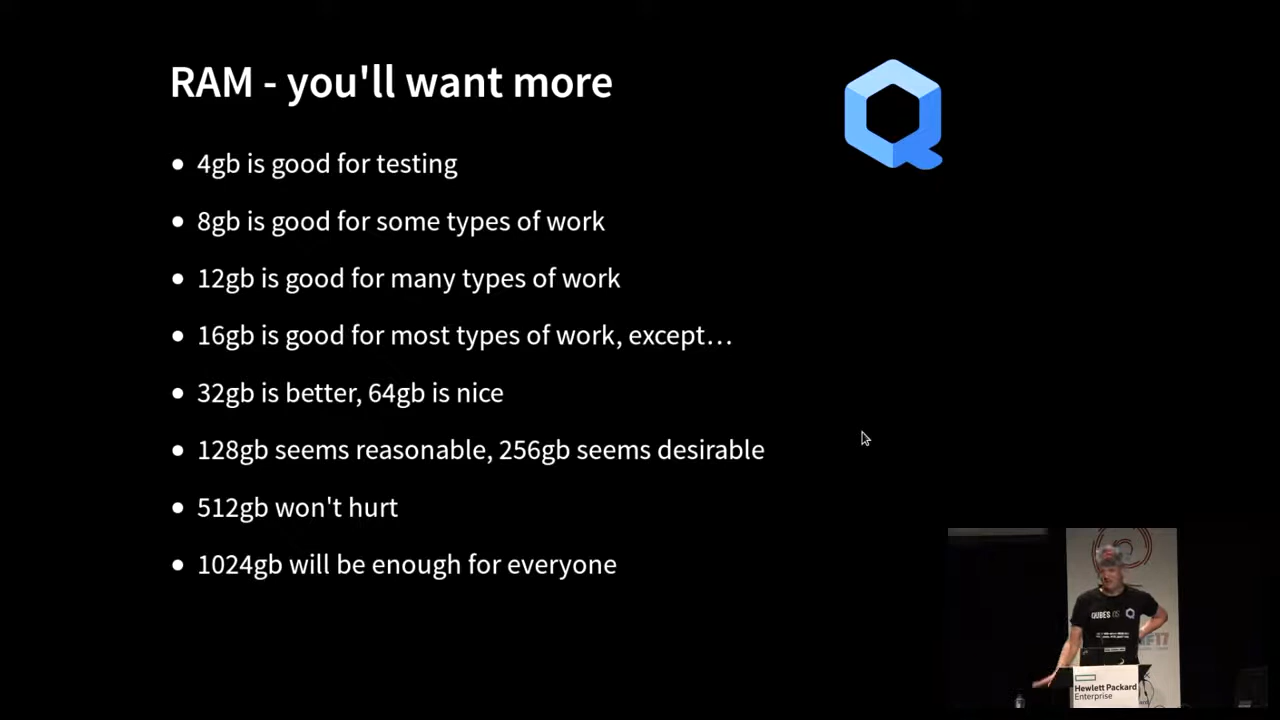 RAM - you'll want more
• 4gb is good for testing
• 8gb is good for some types of work
• 12gb is good for many types of work
• 16gb is good for most types of work, except…
• 32gb is better, 64gb is nice
• 128gb seems reasonable, 256gb seems desirable
• 512gb won't hurt
• 1024gb will be enough for everyone
QUBES OS
Hewlett Packard
Enterprise